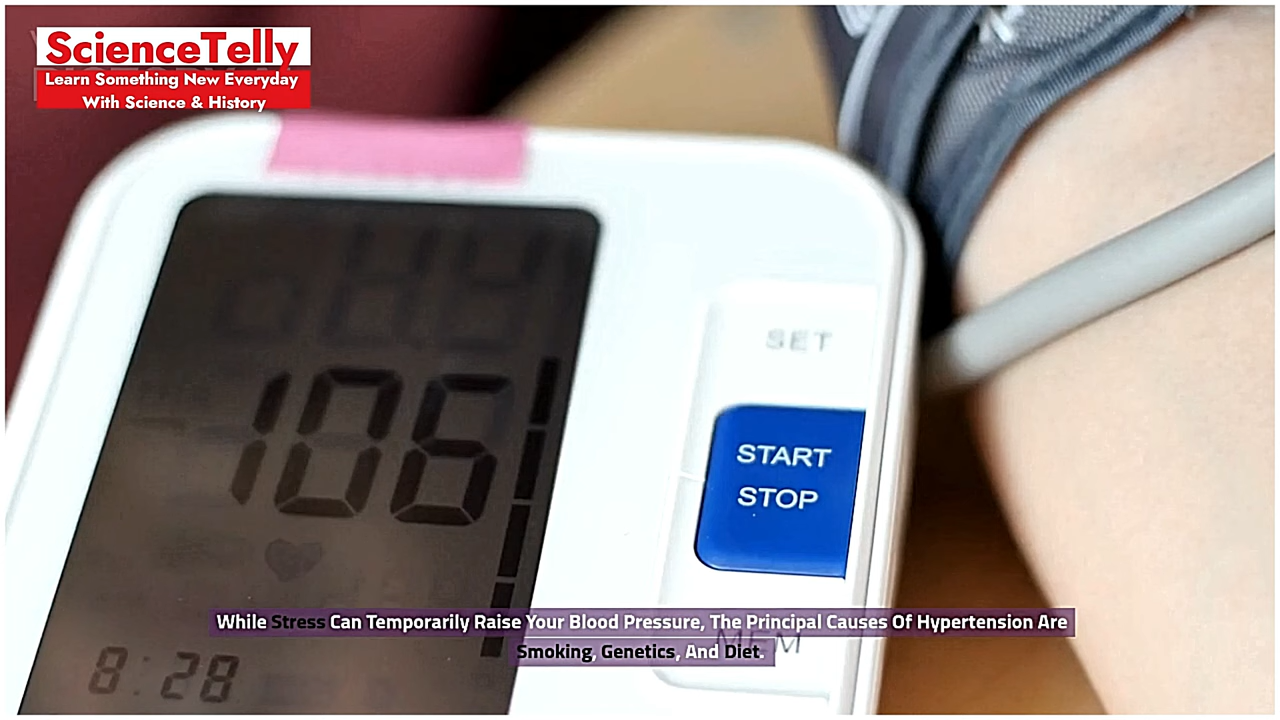 ScienceTelly
Learn Something New Everyday
With Science & History
SET
106
START
STOP
While Stress Can Temporarily Raise Your Blood Pressure, The Principal Causes Of Hypertension Are
Smoking, Genetics, And Diet.
MEM
8:28